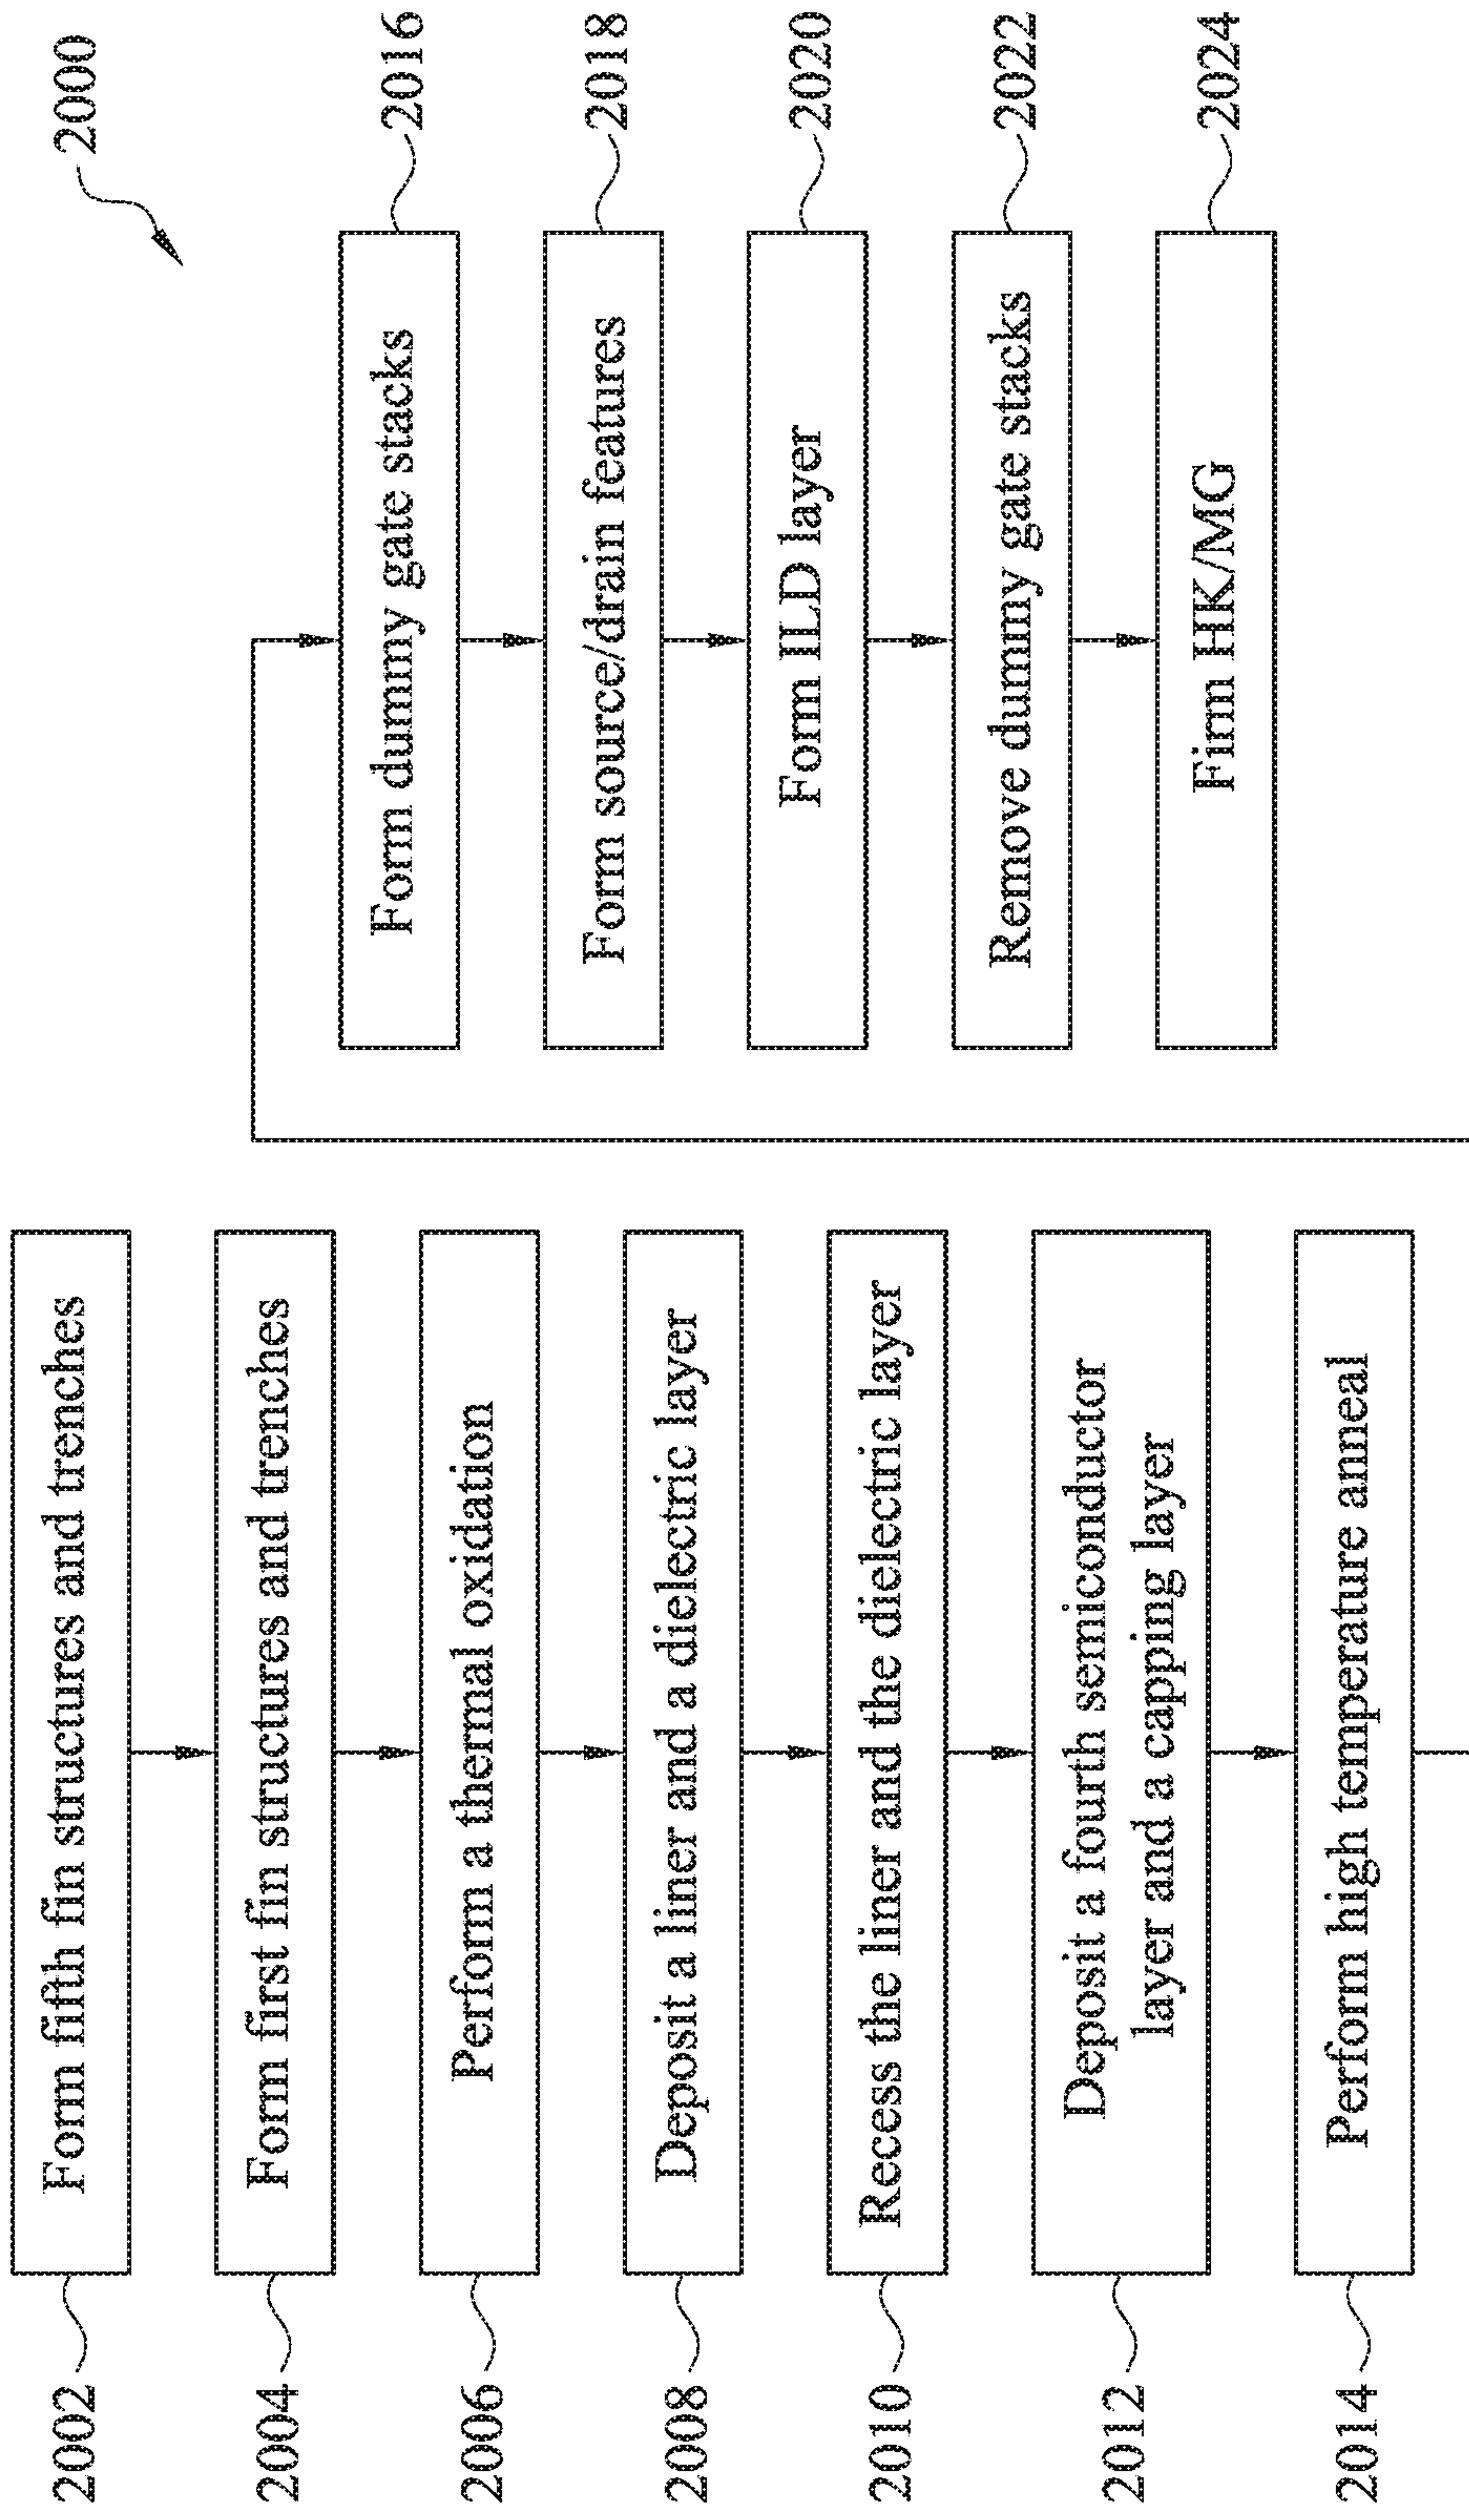 2000
2002
Form fifth fin structures and trenches
2004
Form first fin structures and trenches
2006
Perform a thermal oxidation
2008
Deposit a liner and a dielectric layer
2010
Recess the liner and the dielectric layer
2012
Deposit a fourth semiconductor
layer and a capping layer
2014
Perform high temperature anneal
Form dummy gate stacks
2016
Form source/drain features
2018
Form ILD layer
2020
Remove dummy gate stacks
2022
Firm HK/MG
2024